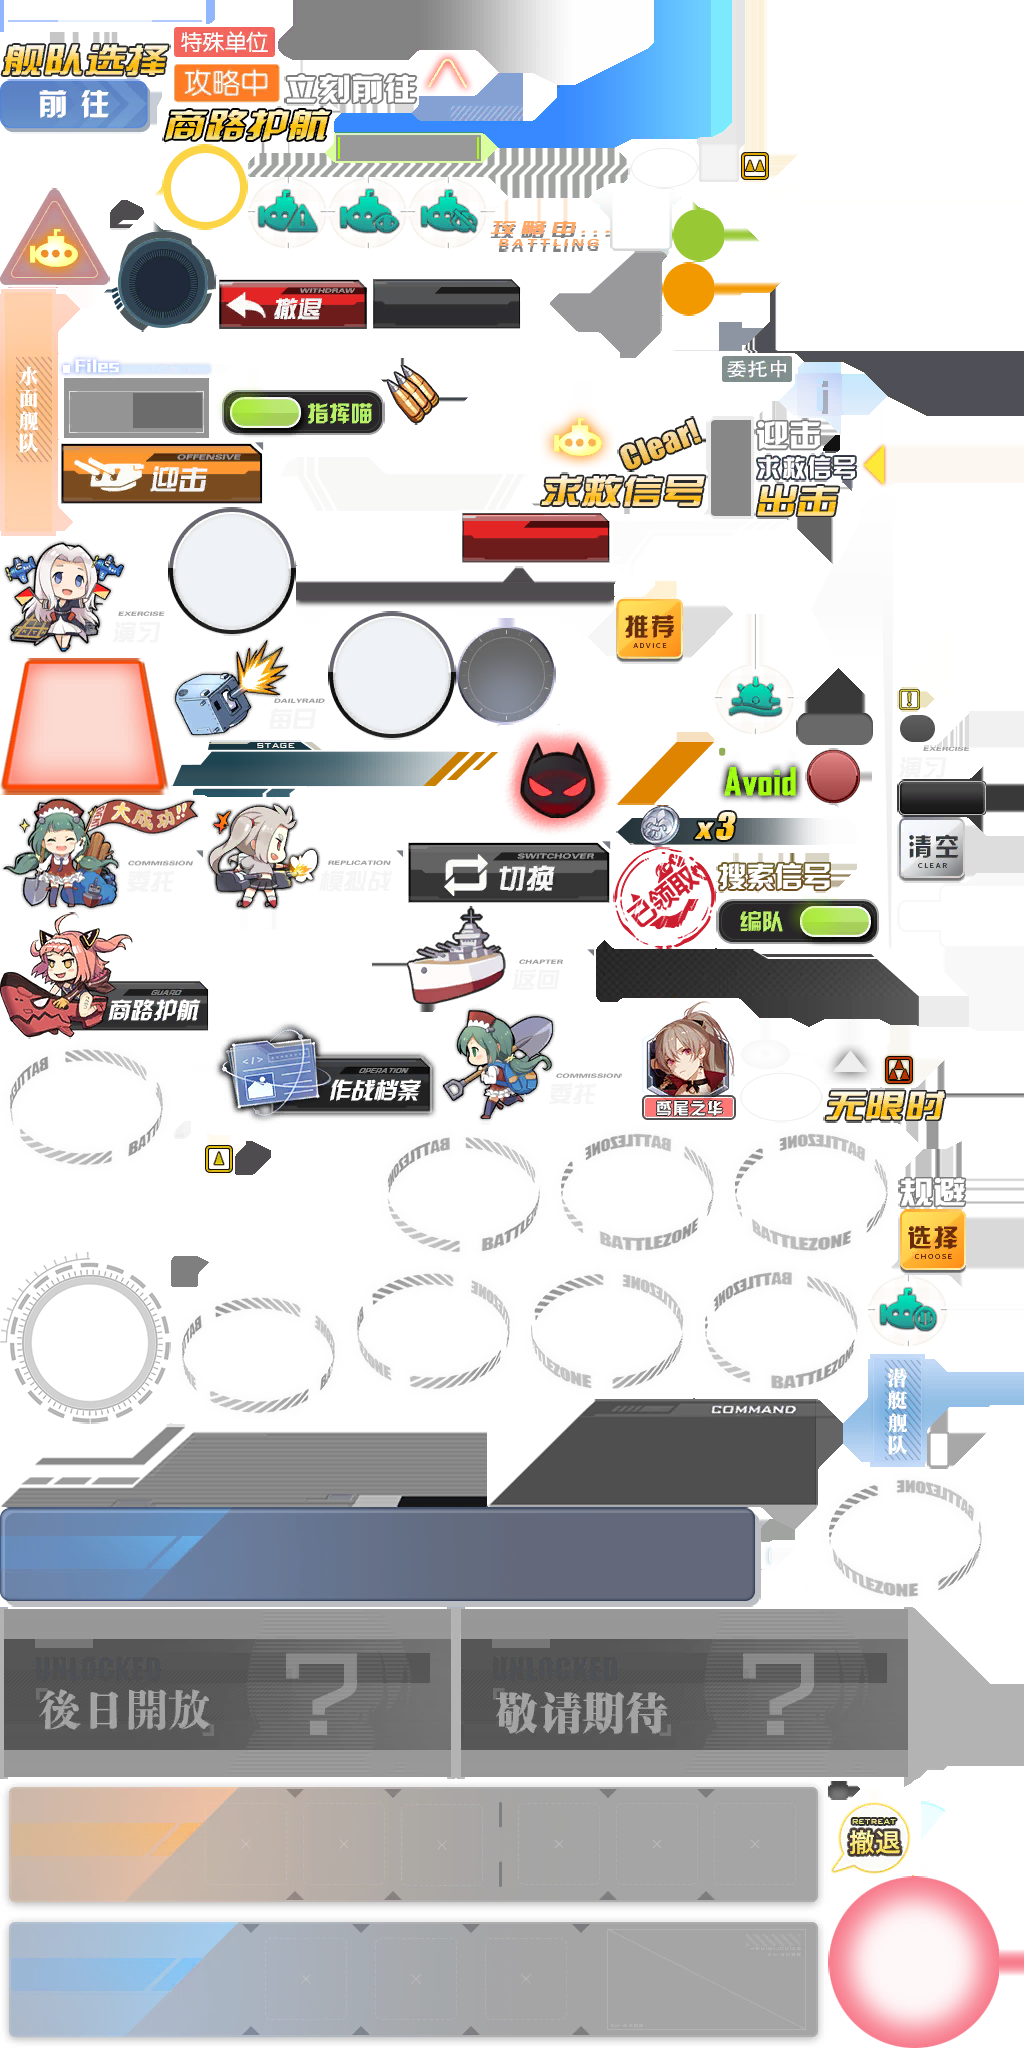 舰队选择
特殊单位
攻略中
前往
立刻前往
商路护航
攻略中...
BATTLING
WITHDRAW
撤退
Files
水面舰队
指挥喵
委托中
i
OFFENSIVE
迎击
Clear!
求救信号
迎击
求救信号
出击
EXERCISE
演习
推荐
ADVICE
DAILYRAID
每日
STAGE
Avoid
EXERCISE
演习
x3
大成功!!
COMMISSION
委托
REPLICATION
模拟战
SWITCHOVER
切换
已领取
搜索信号
编队
清空
CLEAR
GUARD
商路护航
CHAPTER
返回
OPERATION
作战档案
COMMISSION
委托
鸢尾之华
无限时
BATTLE
BATTLEZONE
BATTLEZONE
BATTLEZONE
规避
选择
CHOOSE
BATTLEZONE
BATTLEZONE
COMMAND
潜艇舰队
BATTLEZONE
UNLOCKED
後日開放
?
UNLOCKED
敬请期待
?
RETREAT
撤退